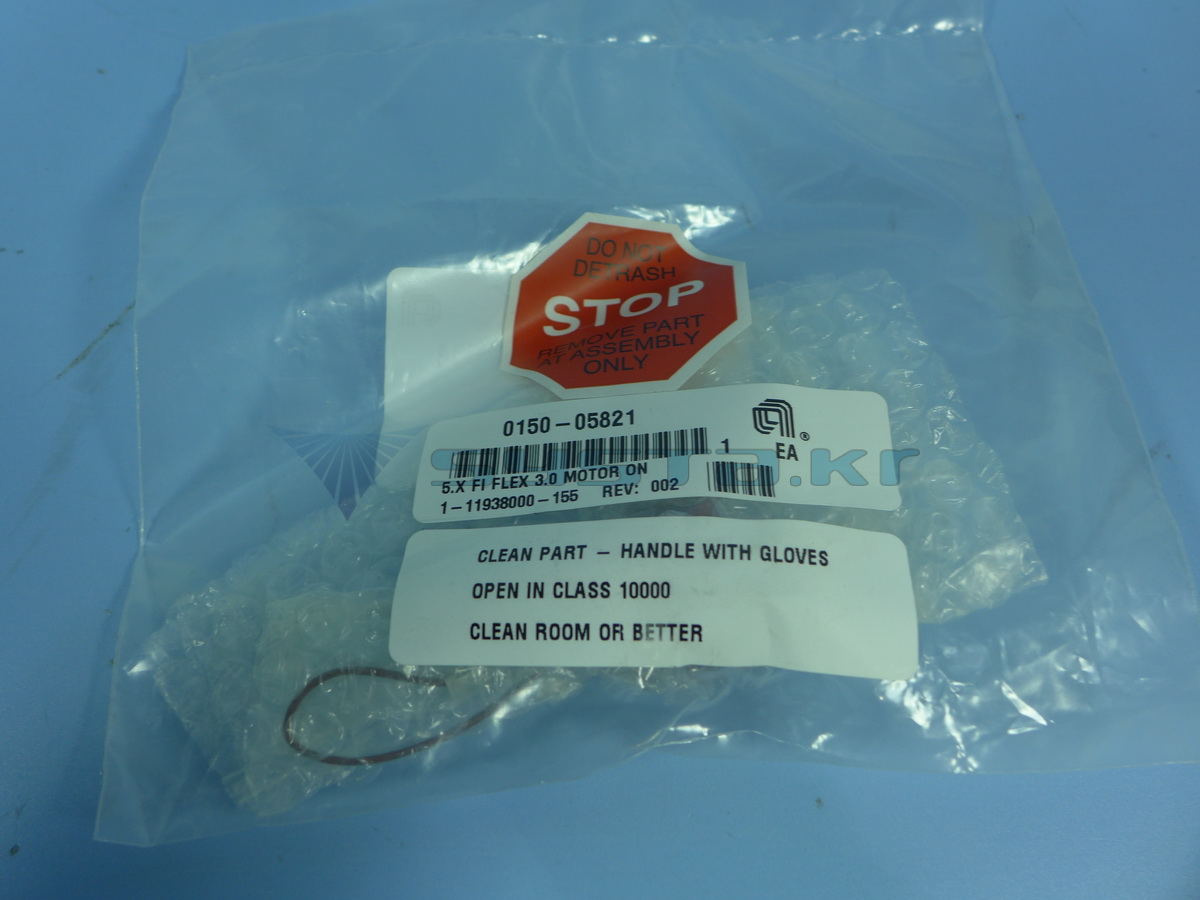 DO NOT
DETRASH
STOP
REMOVE PART
AT ASSEMBLY
ONLY
0150-05821
1 EA
5.X FI FLEX 3.0 MOTOR ON
1-11938000-155 REV: 002
CLEAN PART – HANDLE WITH GLOVES
OPEN IN CLASS 10000
CLEAN ROOM OR BETTER